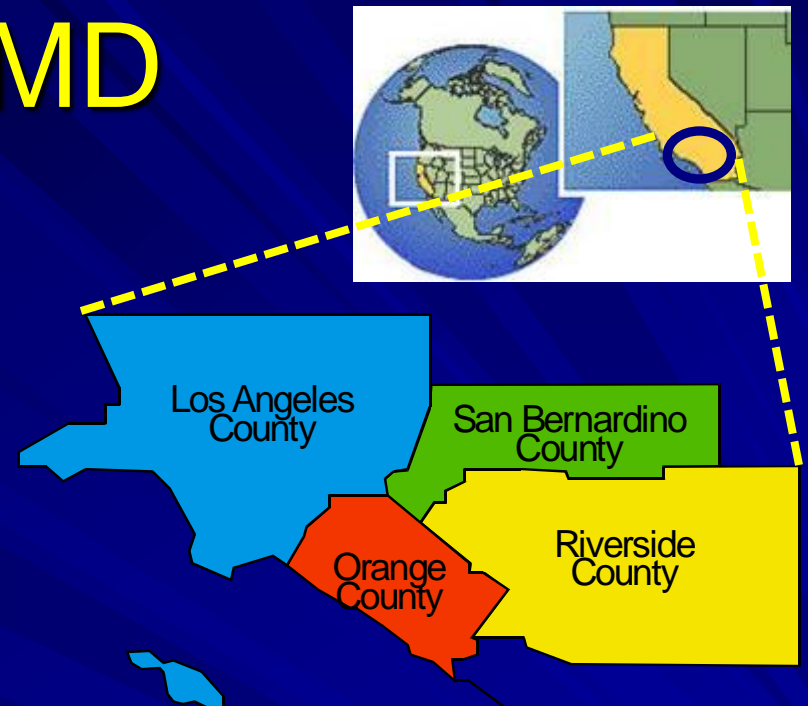 MD
Los Angeles
County
San Bernardino
County
Riverside
County
Orange
County